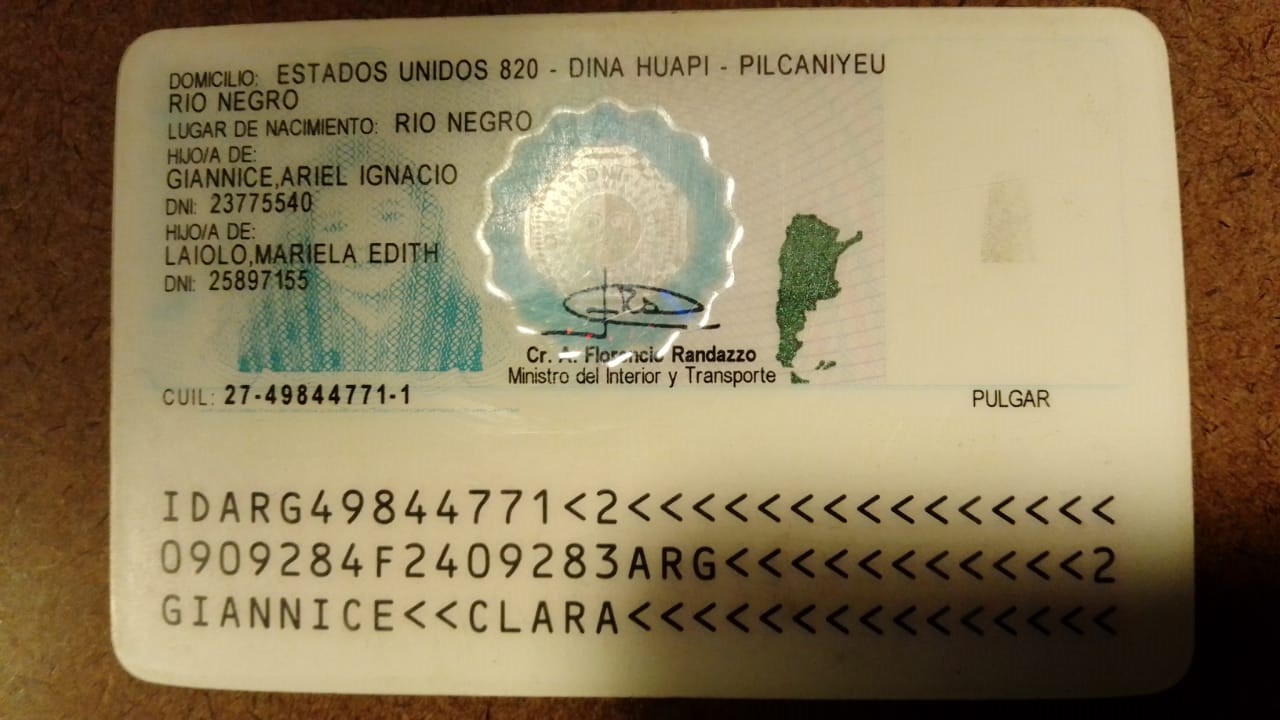 DOMICILIO: ESTADOS UNIDOS 820 - DINA HUAPI - PILCANIYEU
RIO NEGRO
LUGAR DE NACIMIENTO: RIO NEGRO
HIJO/A DE:
GIANNICE,ARIEL IGNACIO
DNI: 23775540
HIJO/A DE:
LAIOLO,MARIELA EDITH
DNI: 25897155
DNI
Cr. A. Florencio Randazzo
Ministro del Interior y Transporte
CUIL: 27-49844771-1
PULGAR
IDARG49844771<2<<<<<<<<<<<<<<<
0909284F2409283ARG<<<<<<<<<<<2
GIANNICE<<CLARA<<<<<<<<<<<<<<<